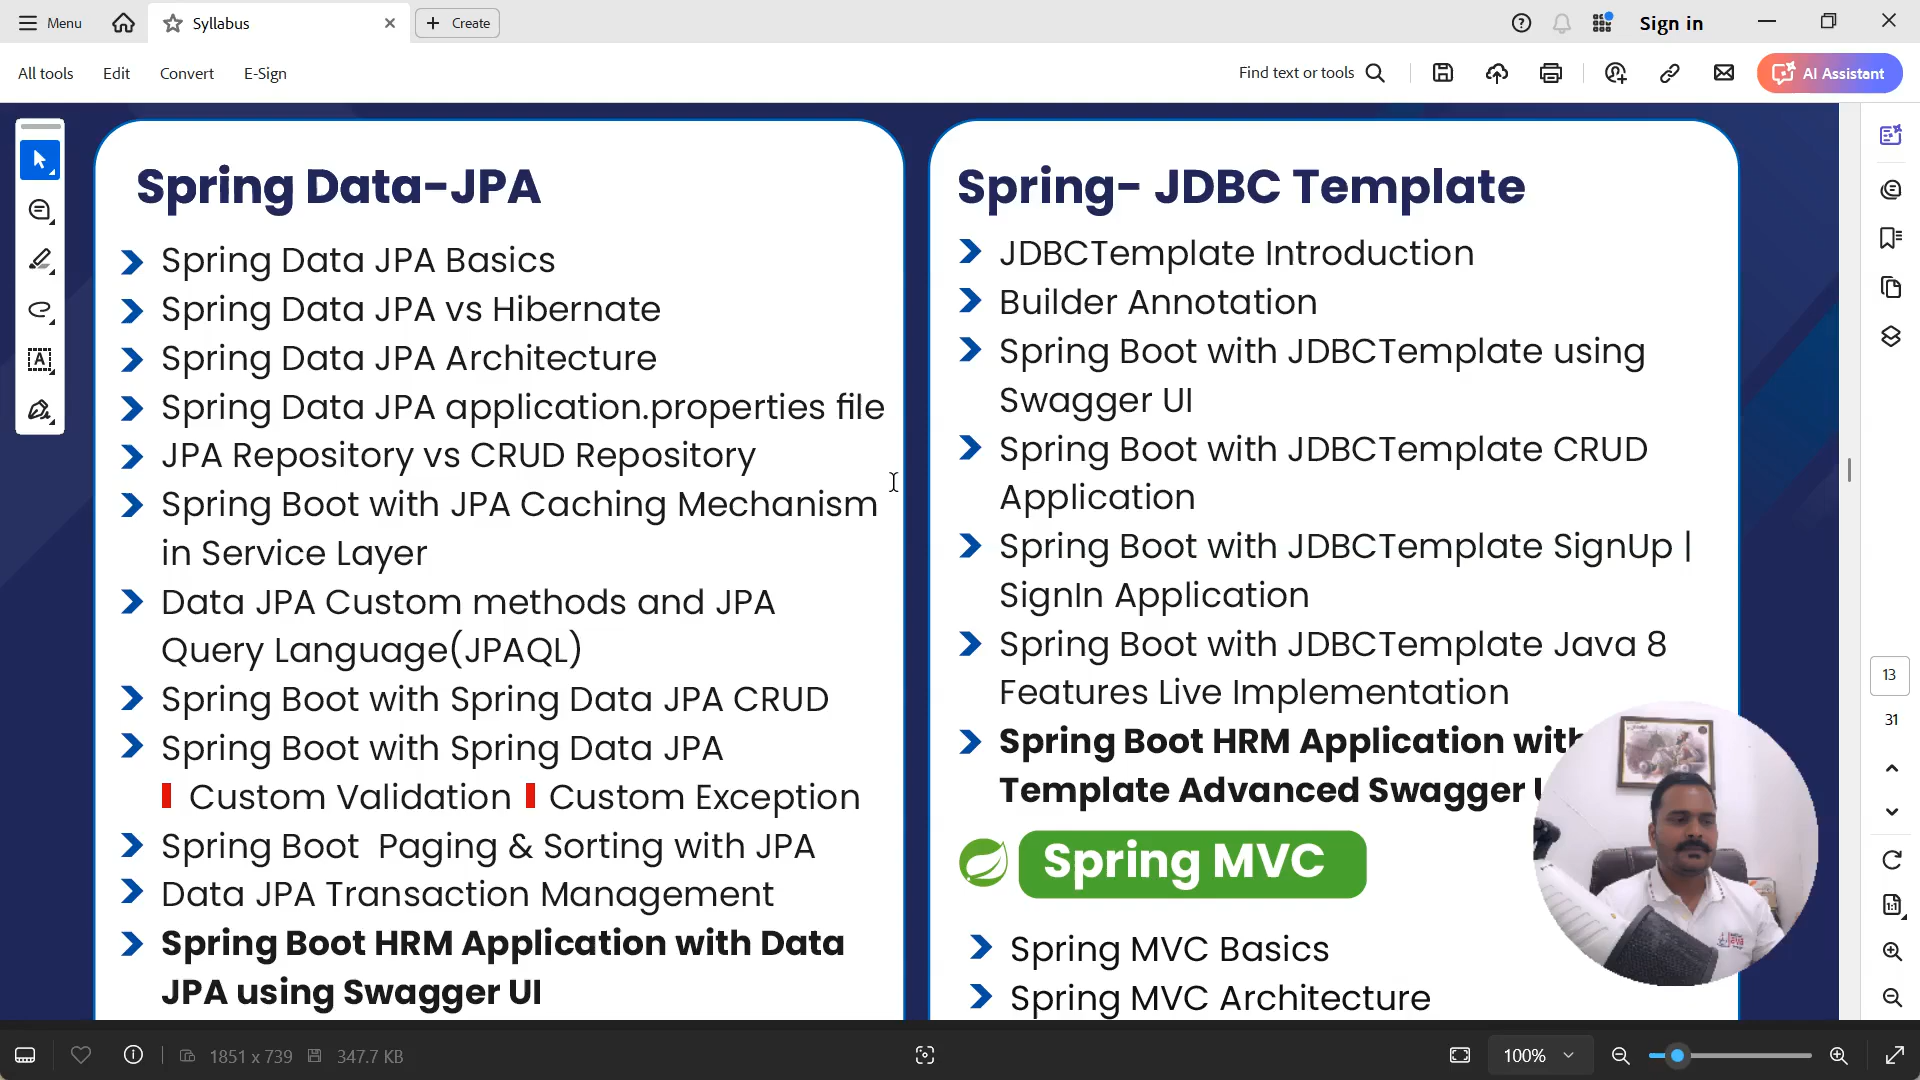 Menu
Syllabus
Create
Sign in
All tools
Edit
Convert
E-Sign
Find text or tools
AI Assistant
Spring Data-JPA
Spring Data JPA Basics
Spring Data JPA vs Hibernate
Spring Data JPA Architecture
Spring Data JPA application.properties file
JPA Repository vs CRUD Repository
Spring Boot with JPA Caching Mechanism
in Service Layer
Data JPA Custom methods and JPA
Query Language(JPAQL)
Spring Boot with Spring Data JPA CRUD
Spring Boot with Spring Data JPA
Custom Validation Custom Exception
Spring Boot Paging & Sorting with JPA
Data JPA Transaction Management
Spring Boot HRM Application with Data
JPA using Swagger UI
Spring- JDBC Template
JDBCTemplate Introduction
Builder Annotation
Spring Boot with JDBCTemplate using
Swagger UI
Spring Boot with JDBCTemplate CRUD
Application
Spring Boot with JDBCTemplate SignUp |
SignIn Application
Spring Boot with JDBCTemplate Java 8
Features Live Implementation
Spring Boot HRM Application with
Template Advanced Swagger
Spring MVC
Spring MVC Basics
Spring MVC Architecture
13
31
1851 x 739
347.7 KB
100%